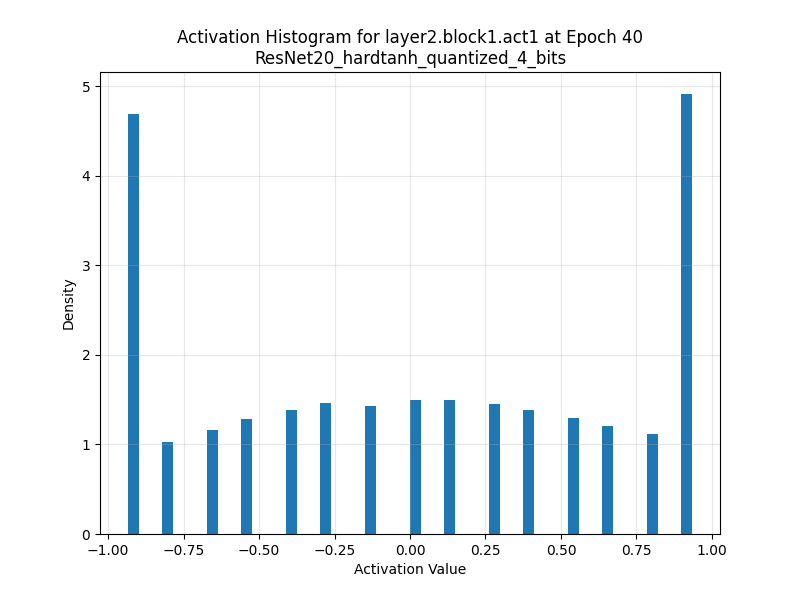 Activation Histogram for layer2.block1.act1 at Epoch 40
ResNet20_hardtanh_quantized_4_bits
5
4
3
2
1
0
Density
−1.00 −0.75 −0.50 −0.25 0.00 0.25 0.50 0.75 1.00
Activation Value